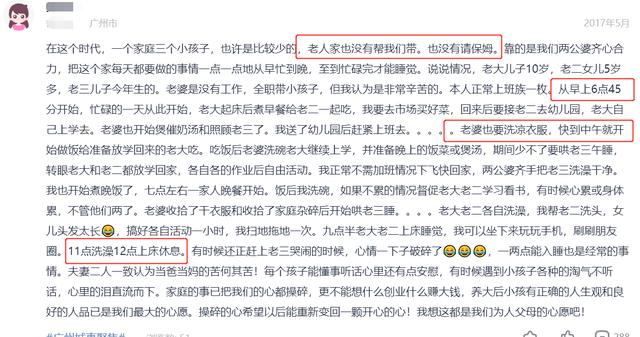 广州市
2017年5月
在这个时代，一个家庭三个小孩子，也许是比较少的，老人家也没有帮我们带。也没有请保姆。靠的是我们两公婆齐心合
力，把这个家每天都要做的事情一点一点地从早忙到晚，至到忙碌完才能睡觉。说说情况，老大儿子10岁，老二女儿5岁
多，老三儿子今年生的。老婆是没有工作，全职带小孩子，但我认为是非常辛苦的。本人正常上班族一枚。从早上6点45
分开始，忙碌的一天从此开始，老大起床后煮早餐给老二一起吃，我要去市场买好菜，回来后要接老二去幼儿园，老大自
己上学去。老婆也开始煲催奶汤和照顾老三了。我送了幼儿园后赶紧上班去。。。。。老婆也要洗凉衣服，快到中午就开
始做饭给准备放学回来的老大吃。吃饭后老婆洗碗老大继续上学，并准备晚上的饭菜或煲汤，期间少不了要哄老三午睡，
转眼老大和老二都放学回家，各自各的作业后自由活动。我正常不需加班情况下飞快回家，两公婆齐手把老三洗澡干净。
我也开始煮晚饭了，七点左右一家人晚餐开始。饭后我洗碗，如果不累的情况督促老大老二学习看书，有时候心累或身体
累，不管他们两了。老婆收拾了干衣服和收拾了家庭杂碎后开始哄老三睡。。。。老大老二各自洗澡，我帮老二洗头，女
儿头发太长😄，搞好各自活动一小时，我扫地拖地一次。九点半老大老二上床睡觉，我可以坐下来玩玩手机，刷刷朋友
圈。11点洗澡12点上床休息。有时候还正赶上老三哭闹的时候，心情一下子破碎了😂😂😂，一两点能入睡也是经常的事
情。夫妻二人一致认为当爸当妈的苦何其苦！每个孩子能懂事听话心里还有点安慰，有时候遇到小孩子各种的淘气不听
话，心里的泪直流而下。家庭的事已把我们的心都操碎，更不能想什么创业什么赚大钱，养大后小孩有正确的人生观和良
好的人品已是我们最大的心愿。操碎的心希望以后能重新变回一颗开心的心！我想这都是我们为人父母的心愿吧！